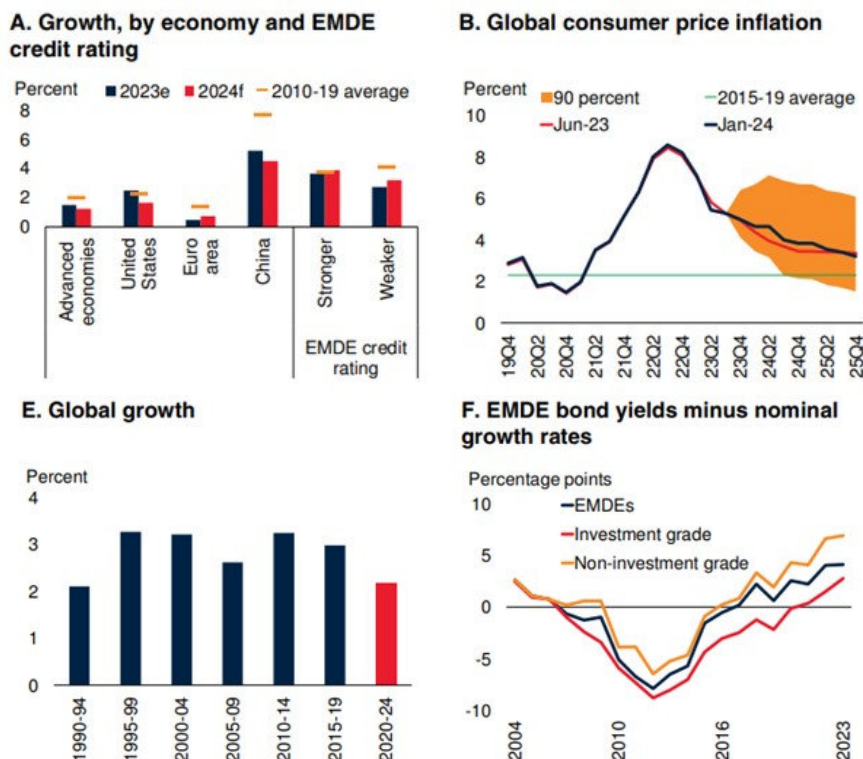 A. Growth, by economy and EMDE
credit rating
Percent
2023e 2024f 2010-19 average
8
6
4
2
0
Advanced
economies
United
States
Euro
area
China
Stronger
Weaker
EMDE credit
rating
B. Global consumer price inflation
Percent
90 percent 2015-19 average
Jun-23 Jan-24
10
8
6
4
2
0
19Q4
20Q2
20Q4
21Q2
21Q4
22Q2
22Q4
23Q2
23Q4
24Q2
24Q4
25Q2
25Q4
E. Global growth
Percent
4
3
2
1
0
1990-94
1995-99
2000-04
2005-09
2010-14
2015-19
2020-24
F. EMDE bond yields minus nominal
growth rates
Percentage points
EMDEs
Investment grade
Non-investment grade
10
5
0
-5
-10
2004
2010
2016
2023